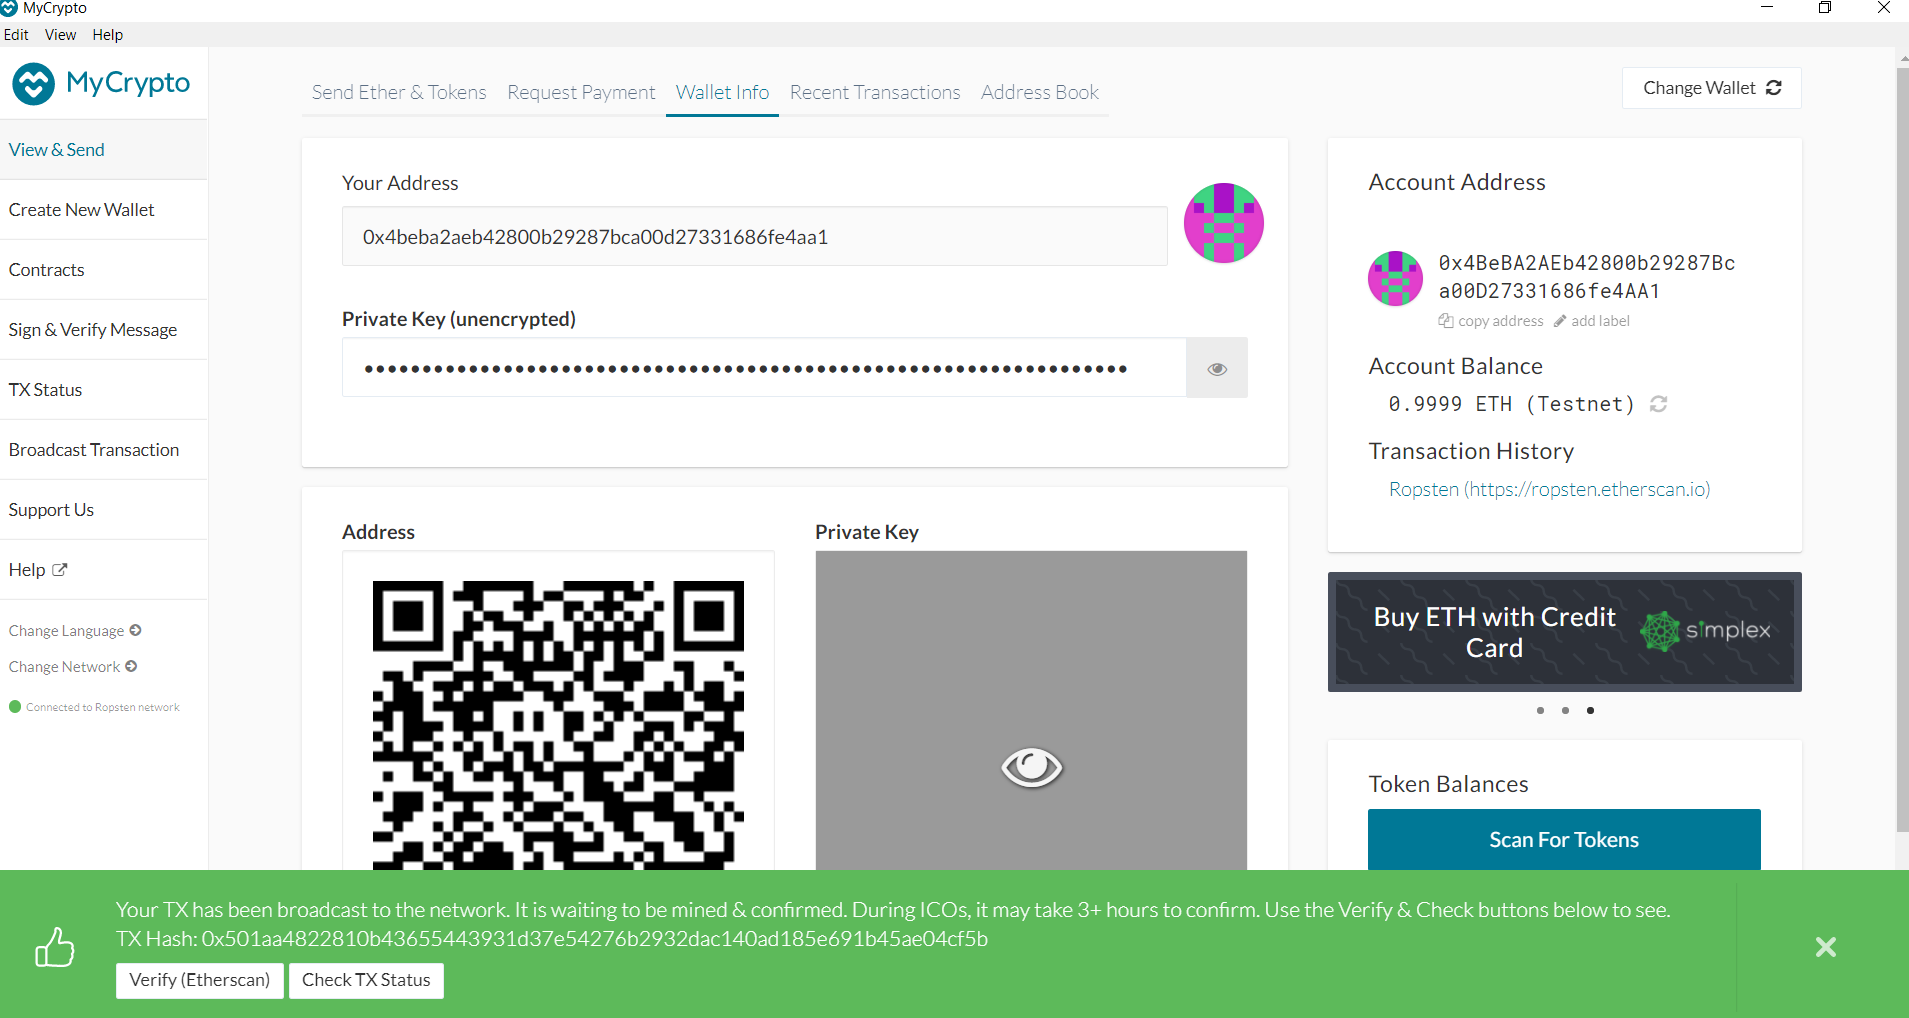 MyCrypto
Edit View Help
MyCrypto
View & Send
Create New Wallet
Contracts
Sign & Verify Message
TX Status
Broadcast Transaction
Support Us
Help
Change Language
Change Network
Connected to Ropsten network
Send Ether & Tokens Request Payment Wallet Info Recent Transactions Address Book
Change Wallet
Your Address
0x4beba2aeb42800b29287bca00d27331686fe4aa1
Private Key (unencrypted)
Address
Private Key
Account Address
0x4BeBA2AEb42800b29287Bc
a00D27331686fe4AA1
copy address add label
Account Balance
0.9999 ETH (Testnet)
Transaction History
Ropsten (https://ropsten.etherscan.io)
Buy ETH with Credit
Card
simplex
Token Balances
Scan For Tokens
Your TX has been broadcast to the network. It is waiting to be mined & confirmed. During ICOs, it may take 3+ hours to confirm. Use the Verify & Check buttons below to see.
TX Hash: 0x501aa4822810b43655443931d37e54276b2932dac140ad185e691b45ae04cf5b
Verify (Etherscan) Check TX Status